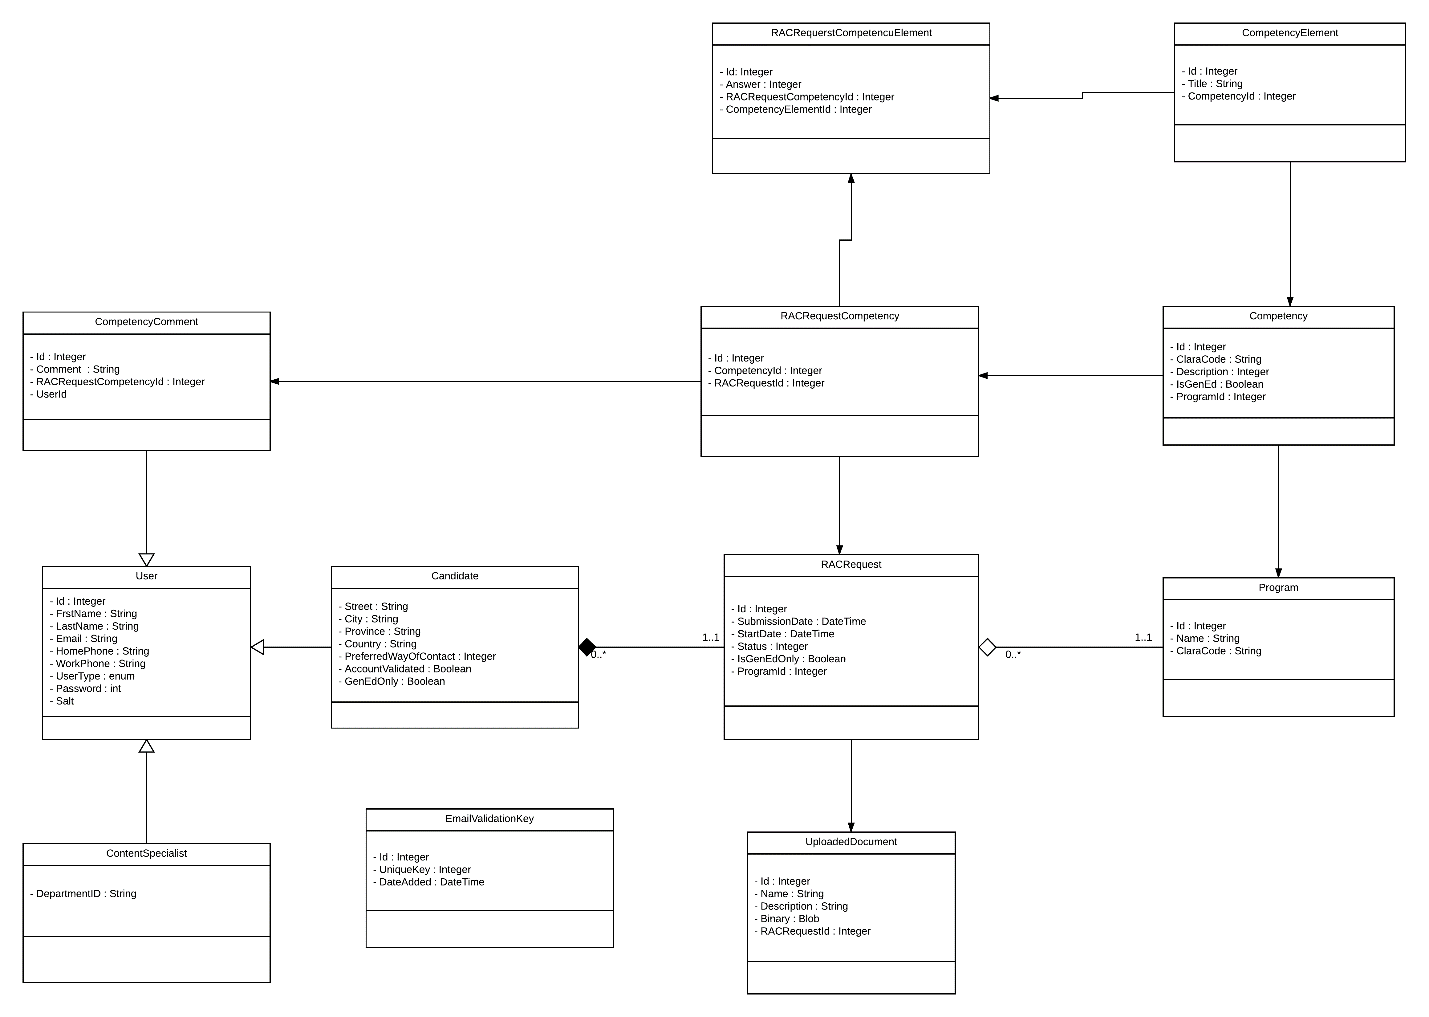 RACRequerstCompetencuElement
- Id: Integer
- Answer : Integer
- RACRequestCompetencyId : Integer
- CompetencyElementId : Integer
CompetencyElement
- Id : Integer
- Title : String
- CompetencyId : Integer
CompetencyComment
- Id : Integer
- Comment  : String
- RACRequestCompetencyId : Integer
- UserId
RACRequestCompetency
- Id : Integer
- CompetencyId : Integer
- RACRequestId : Integer
Competency
- Id : Integer
- ClaraCode : String
- Description : Integer
- IsGenEd : Boolean
- ProgramId : Integer
User
- Id : Integer
- FrstName : String
- LastName : String
- Email : String
- HomePhone : String
- WorkPhone : String
- UserType : enum
- Password : int
- Salt
Candidate
- Street : String
- City : String
- Province : String
- Country : String
- PreferredWayOfContact : Integer
- AccountValidated : Boolean
- GenEdOnly : Boolean
0..*
1..1
RACRequest
- Id : Integer
- SubmissionDate : DateTime
- StartDate : DateTime
- Status : Integer
- IsGenEdOnly : Boolean
- ProgramId : Integer
0..*
1..1
Program
- Id : Integer
- Name : String
- ClaraCode : String
ContentSpecialist
- DepartmentID : String
EmailValidationKey
- Id : Integer
- UniqueKey : Integer
- DateAdded : DateTime
UploadedDocument
- Id : Integer
- Name : String
- Description : String
- Binary : Blob
- RACRequestId : Integer